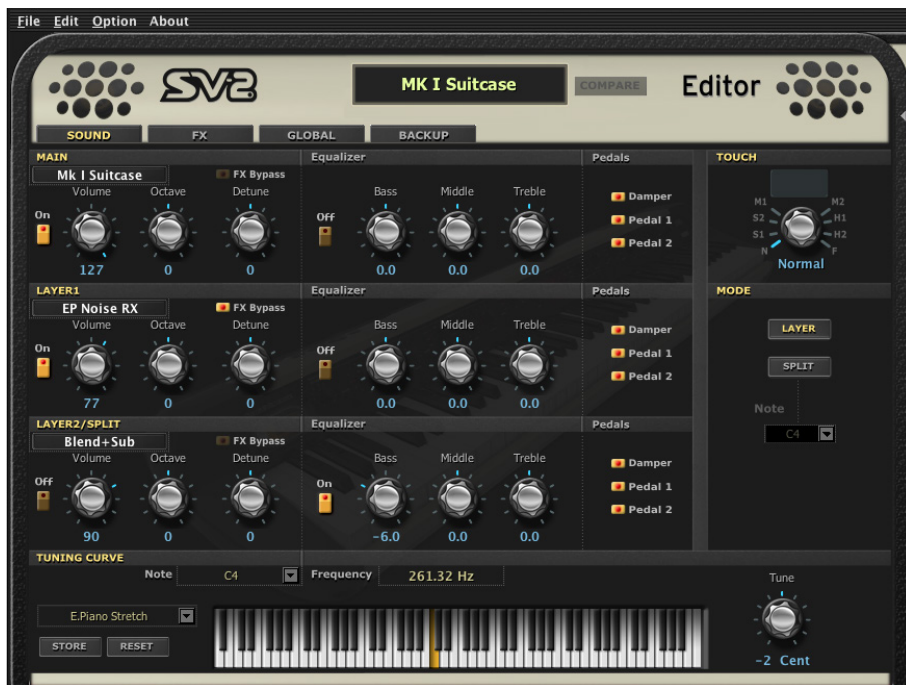 File Edit Option About
SV2 MK I Suitcase COMPARE Editor
SOUND FX GLOBAL BACKUP
MAIN Equalizer Pedals TOUCH
Mk I Suitcase FX Bypass
Volume Octave Detune Bass Middle Treble
On Off
127 0 0 0.0 0.0 0.0
Damper
Pedal 1
Pedal 2
M1 M2
S2 H1
S1 H2
N F
Normal
LAYER1 Equalizer Pedals MODE
EP Noise RX FX Bypass
Volume Octave Detune Bass Middle Treble
On Off
77 0 0 0.0 0.0 0.0
Damper
Pedal 1
Pedal 2
LAYER
SPLIT
Note
C4
LAYER2/SPLIT Equalizer Pedals
Blend+Sub FX Bypass
Volume Octave Detune Bass Middle Treble
Off On
90 0 0 -6.0 0.0 0.0
Damper
Pedal 1
Pedal 2
TUNING CURVE
Note C4 Frequency 261.32 Hz
E.Piano Stretch
STORE RESET
Tune
-2 Cent